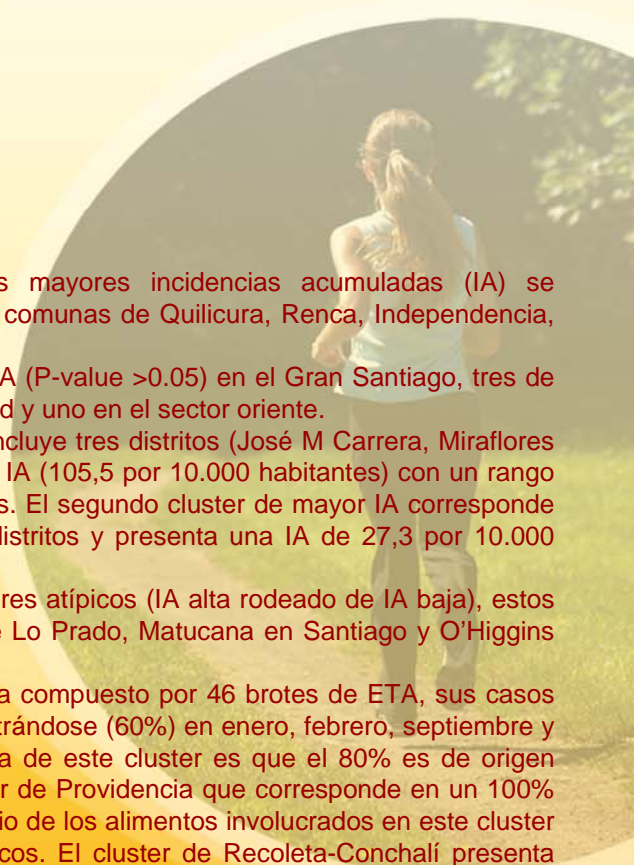 s mayores incidencias acumuladas (IA) se
comunas de Quilicura, Renca, Independencia,
A (P-value >0.05) en el Gran Santiago, tres de
d y uno en el sector oriente.
ncluye tres distritos (José M Carrera, Miraflores
IA (105,5 por 10.000 habitantes) con un rango
s. El segundo cluster de mayor IA corresponde
distritos y presenta una IA de 27,3 por 10.000
res atípicos (IA alta rodeado de IA baja), estos
e Lo Prado, Matucana en Santiago y O'Higgins
a compuesto por 46 brotes de ETA, sus casos
trándose (60%) en enero, febrero, septiembre y
a de este cluster es que el 80% es de origen
r de Providencia que corresponde en un 100%
io de los alimentos involucrados en este cluster
cos. El cluster de Recoleta-Conchalí presenta